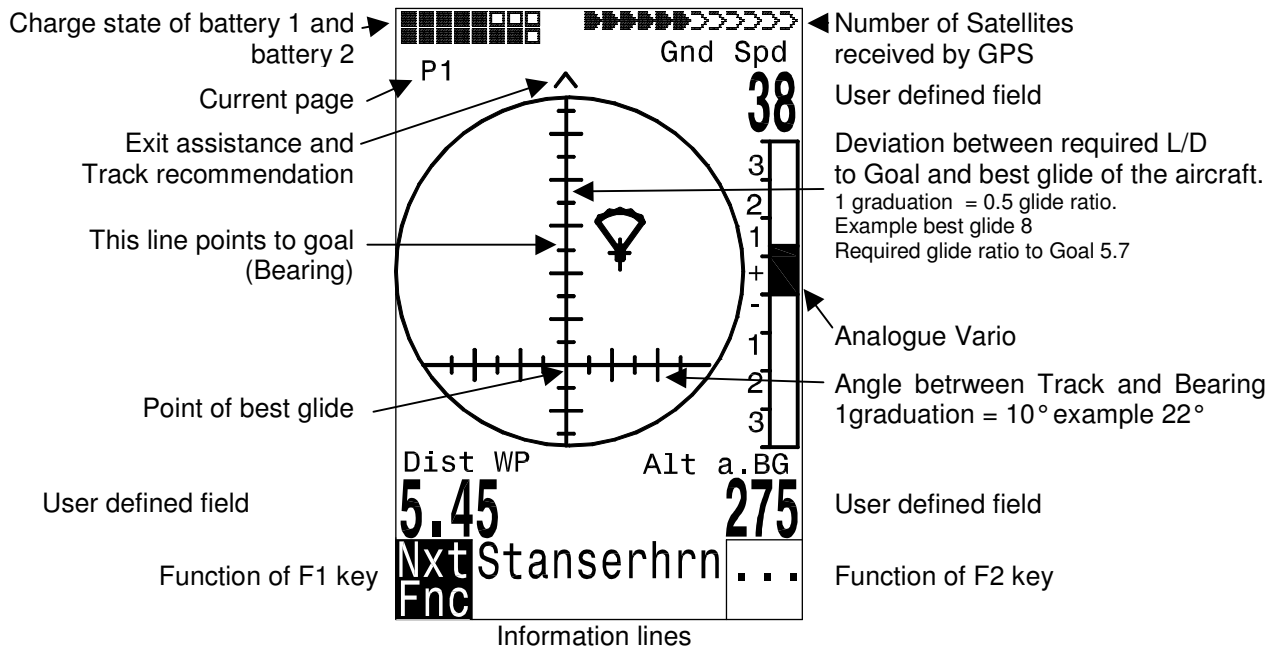 Charge state of battery 1 and
battery 2
Number of Satellites
received by GPS
Gnd Spd
P1
Current page
38
User defined field
Exit assistance and
Track recommendation
Deviation between required L/D
to Goal and best glide of the aircraft.
1 graduation = 0.5 glide ratio.
Example best glide 8
Required glide ratio to Goal 5.7
This line points to goal
(Bearing)
3
2
1
+
-
1
2
3
Analogue Vario
Angle betrween Track and Bearing
1graduation = 10° example 22°
Point of best glide
Dist WP
Alt a.BG
User defined field
5.45
275
User defined field
Function of F1 key
Nxt
Fnc
Stanserhrn
...
Function of F2 key
Information lines